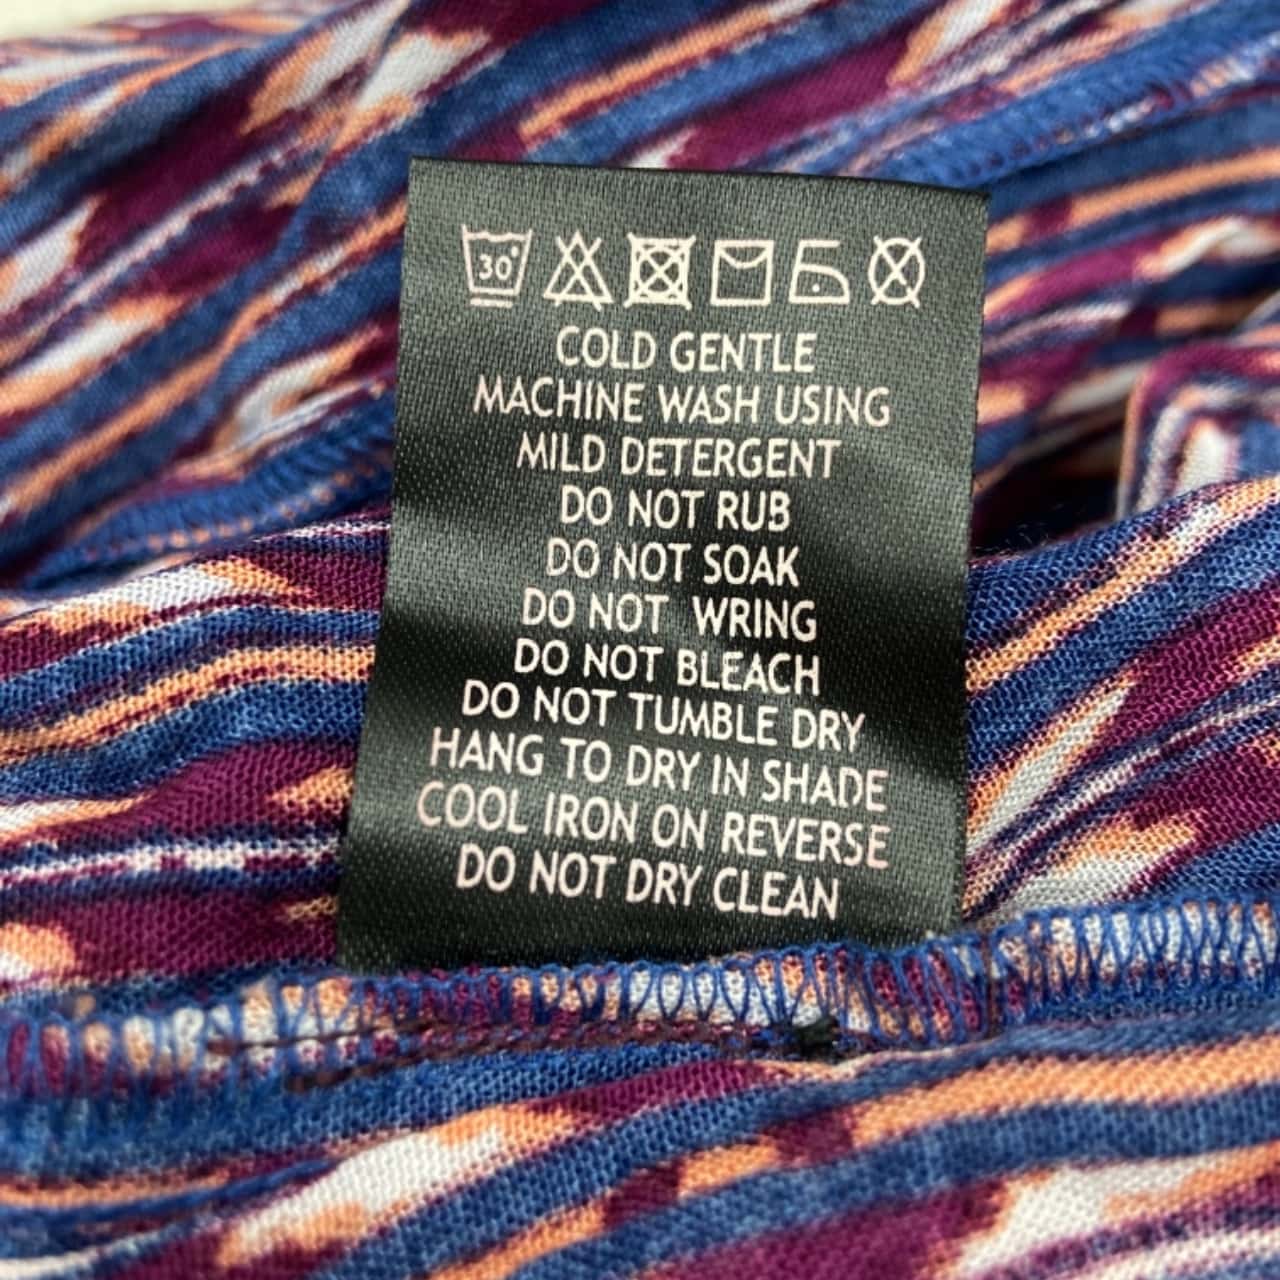 30°
COLD GENTLE
MACHINE WASH USING
MILD DETERGENT
DO NOT RUB
DO NOT SOAK
DO NOT WRING
DO NOT BLEACH
DO NOT TUMBLE DRY
HANG TO DRY IN SHADE
COOL IRON ON REVERSE
DO NOT DRY CLEAN